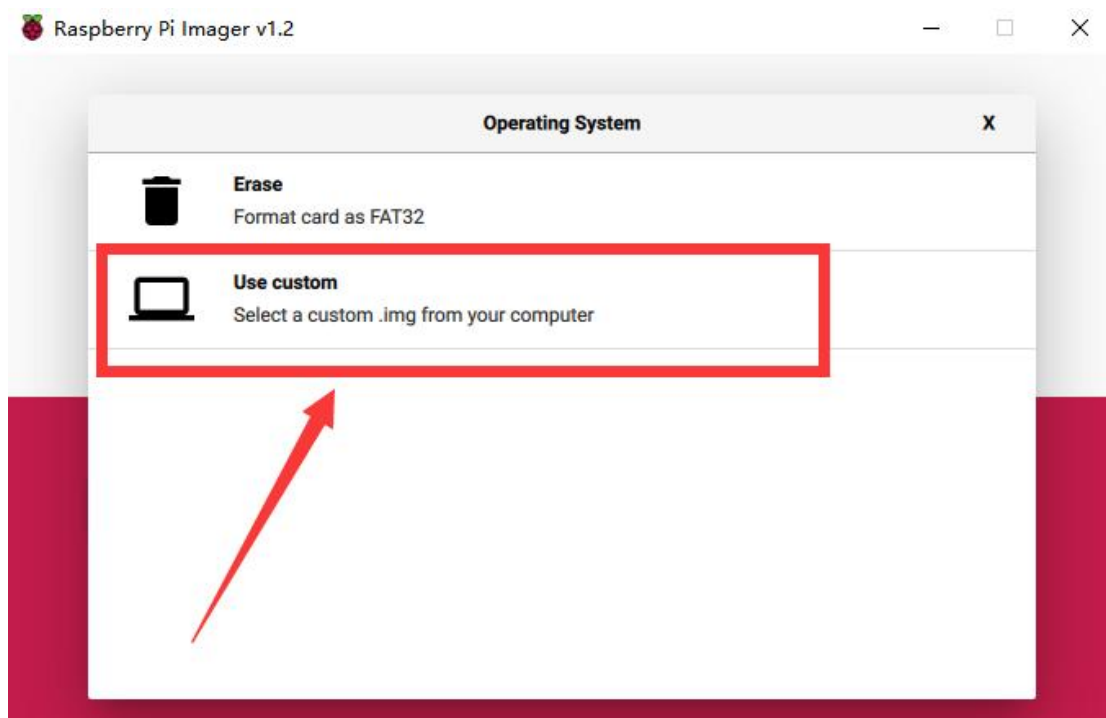 Raspberry Pi Imager v1.2
Operating System
X
Erase
Format card as FAT32
Use custom
Select a custom .img from your computer